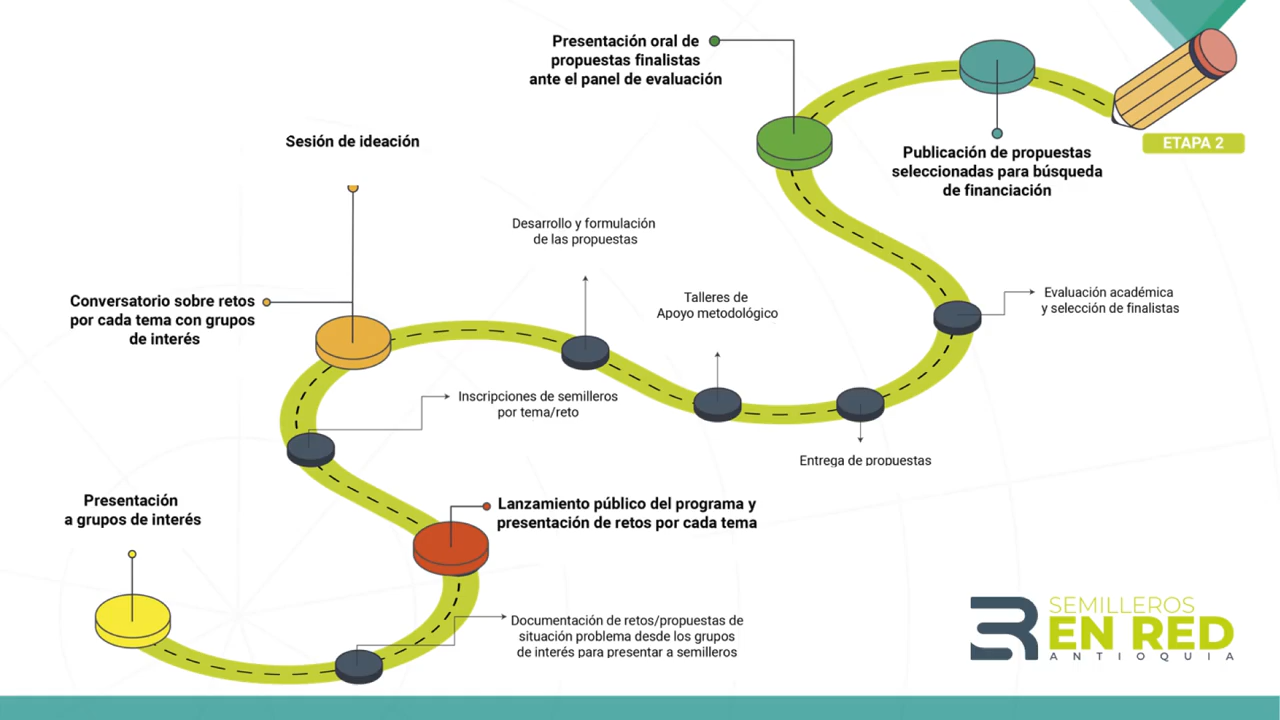 Presentación oral de
propuestas finalistas
ante el panel de evaluación
ETAPA 2
Publicación de propuestas
seleccionadas para búsqueda
de financiación
Sesión de ideación
Desarrollo y formulación
de las propuestas
Talleres de
Apoyo metodológico
Evaluación académica
y selección de finalistas
Conversatorio sobre retos
por cada tema con grupos
de interés
Inscripciones de semilleros
por tema/reto
Entrega de propuestas
Presentación
a grupos de interés
Lanzamiento público del programa y
presentación de retos por cada tema
Documentación de retos/propuestas de
situación problema desde los grupos
de interés para presentar a semilleros
SEMILLEROS
EN RED
ANTIOQUIA